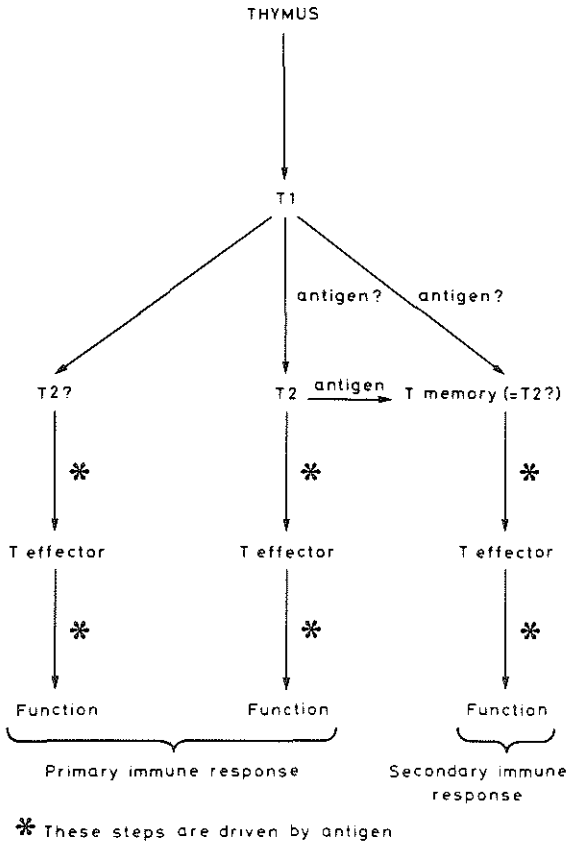 THYMUS
T1
antigen?
antigen?
T2?
T2
antigen
T memory (=T2?)
*
*
*
T effector
T effector
T effector
*
*
*
Function
Function
Function
Primary immune response
Secondary immune
response
* These steps are driven by antigen